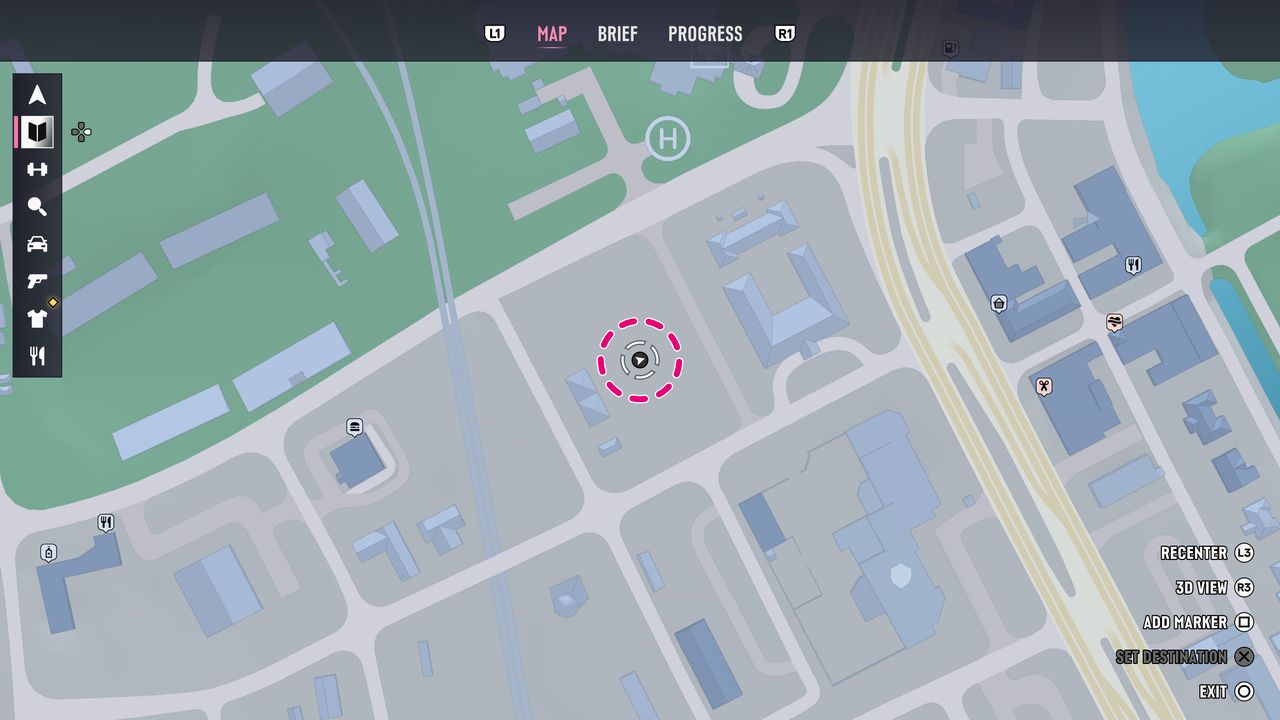 L1 MAP BRIEF PROGRESS R1
H
RECENTER L3
3D VIEW R3
ADD MARKER
SET DESTINATION
EXIT